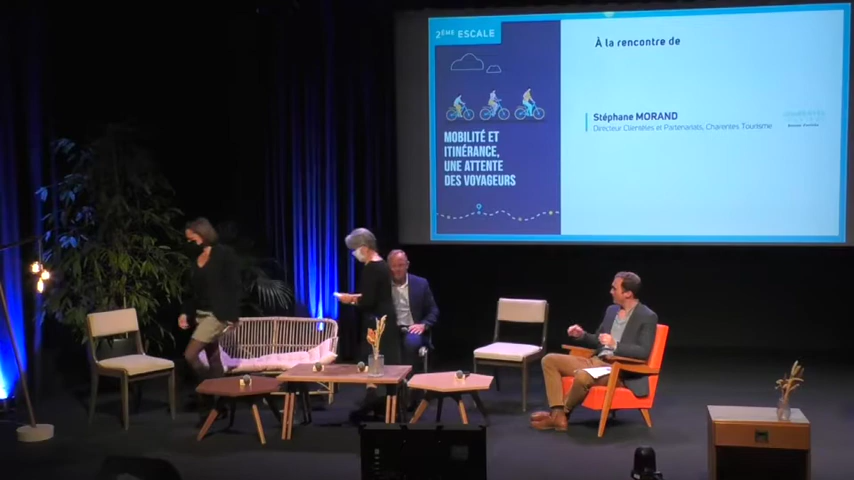 2ÈME ESCALE
MOBILITÉ ET
ITINÉRANCE,
UNE ATTENTE
DES VOYAGEURS
À la rencontre de
Stéphane MORAND
Directeur Clientèles et Partenariats, Charentes Tourisme